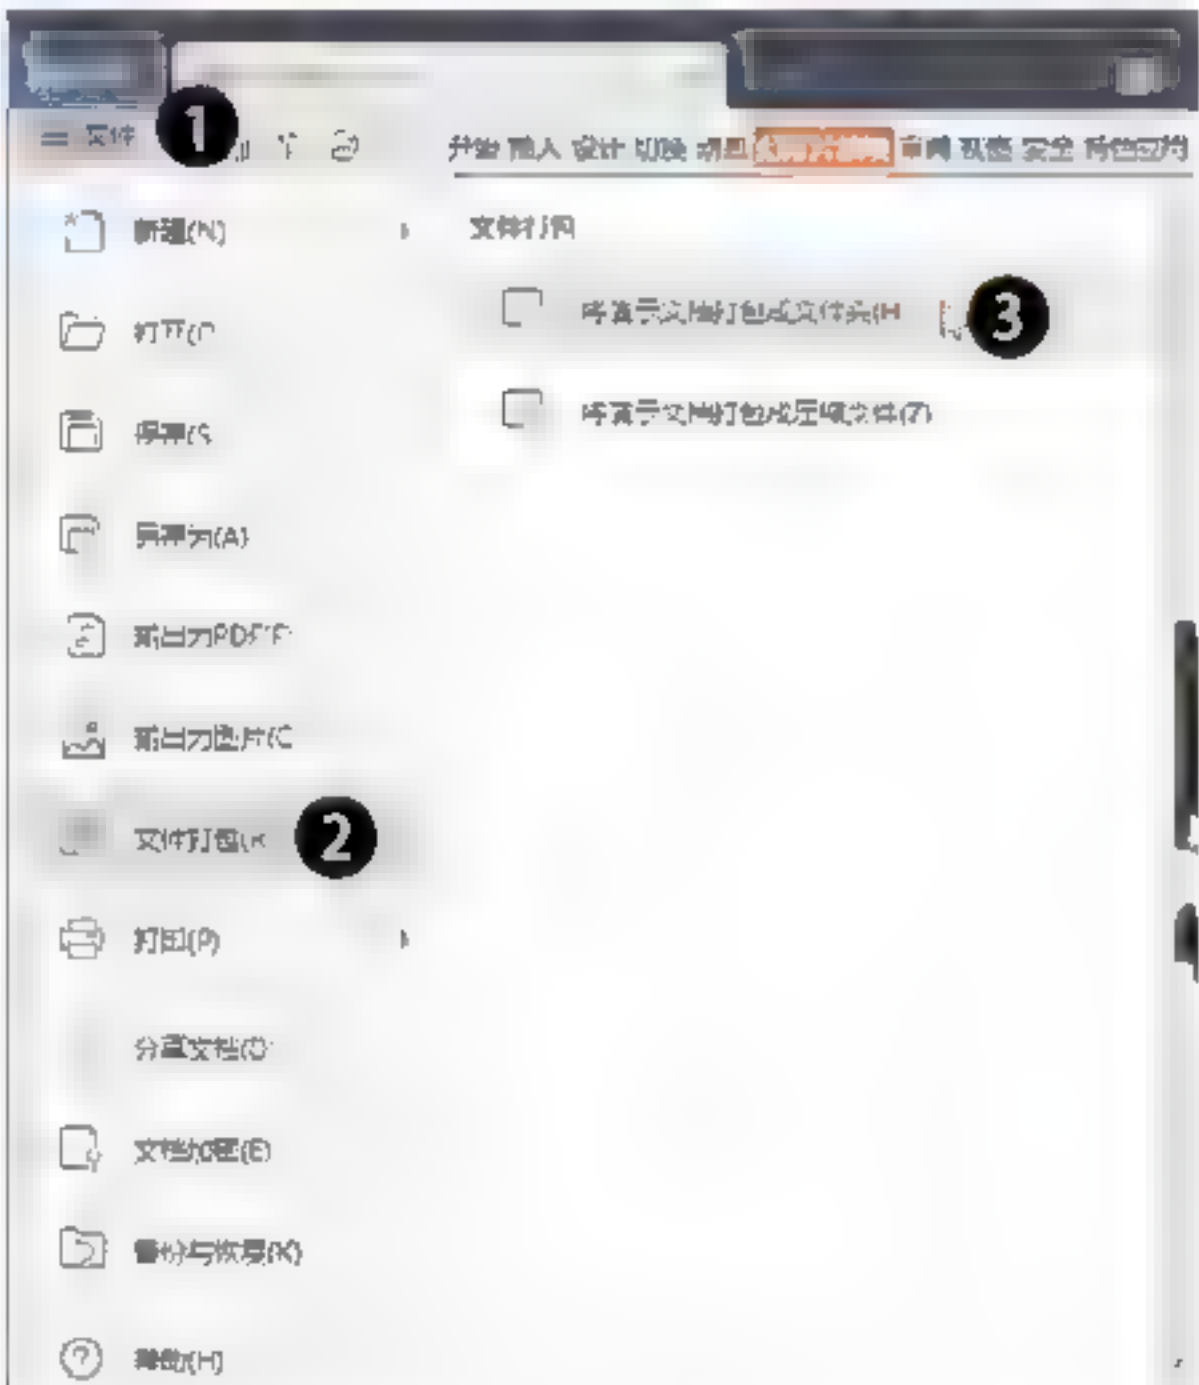 文件
1
开始 插入 设计 切换 动画 审阅 视图 安全 特色应用
新建(N)
文件打包
打开(
将演示文档打包成文件夹(H
3
保存(S
将演示文档打包成压缩文件(Z)
另存为(A)
输出为PDF(F)
输出为图片(
文件打包(
2
打印(P)
分享文档(
文档加密(E)
备份与恢复(K)
帮助(H)